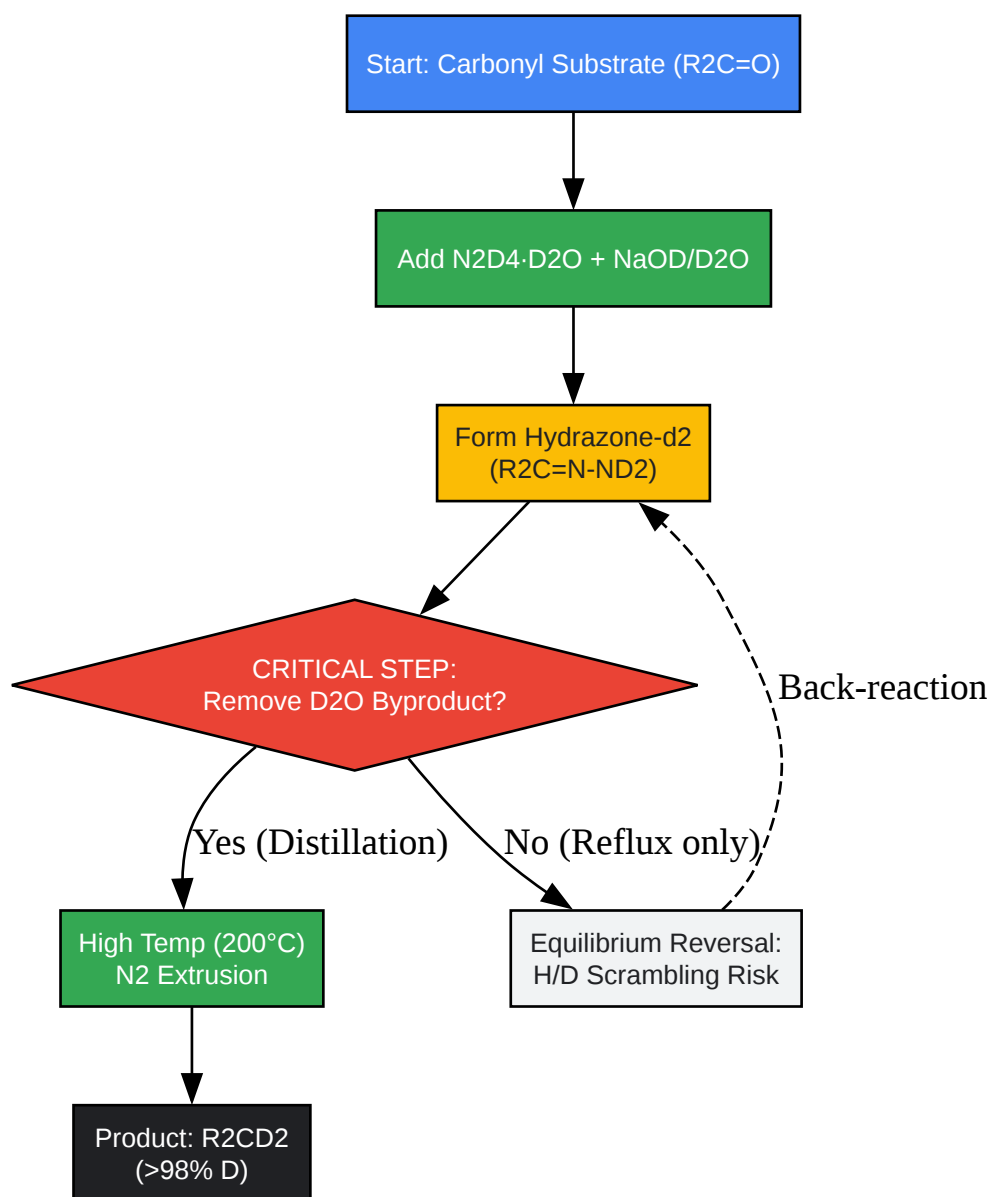 Start: Carbonyl Substrate (R2C=O)
Add N2D4·D2O + NaOD/D2O
Form Hydrazone-d2
(R2C=N-ND2)
CRITICAL STEP:
Remove D2O Byproduct?
Back-reaction
Yes (Distillation)
No (Reflux only)
High Temp (200°C)
N2 Extrusion
Equilibrium Reversal:
H/D Scrambling Risk
Product: R2CD2
(>98% D)